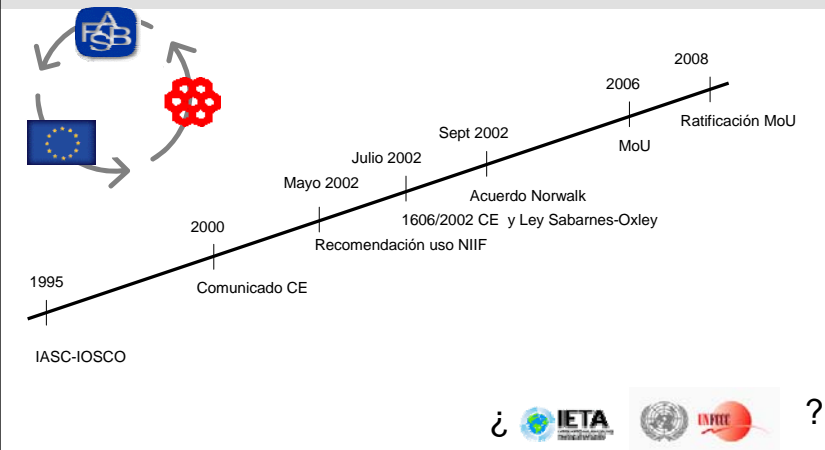 FASB
2008
2006
Ratificación MoU
Sept 2002
MoU
Julio 2002
Acuerdo Norwalk
Mayo 2002
1606/2002 CE y Ley Sabarnes-Oxley
2000
Recomendación uso NIIF
1995
Comunicado CE
IASC-IOSCO
¿ IETA UNFCCC ?